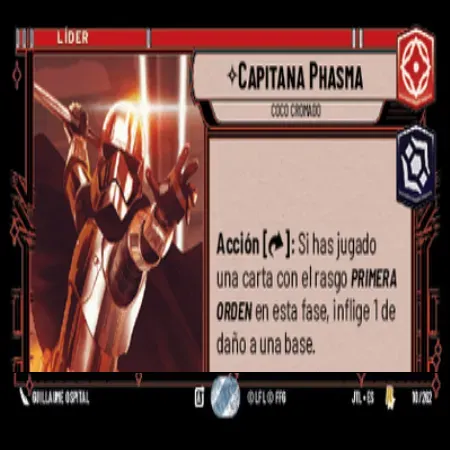 LÍDER
✧CAPITANA PHASMA
COCO CROMADO
Acción [↷]: Si has jugado
una carta con el rasgo PRIMERA
ORDEN en esta fase, inflige 1 de
daño a una base.
GUILLAUME OSPITAL
© LFL © FFG
JTL • ES
10/262